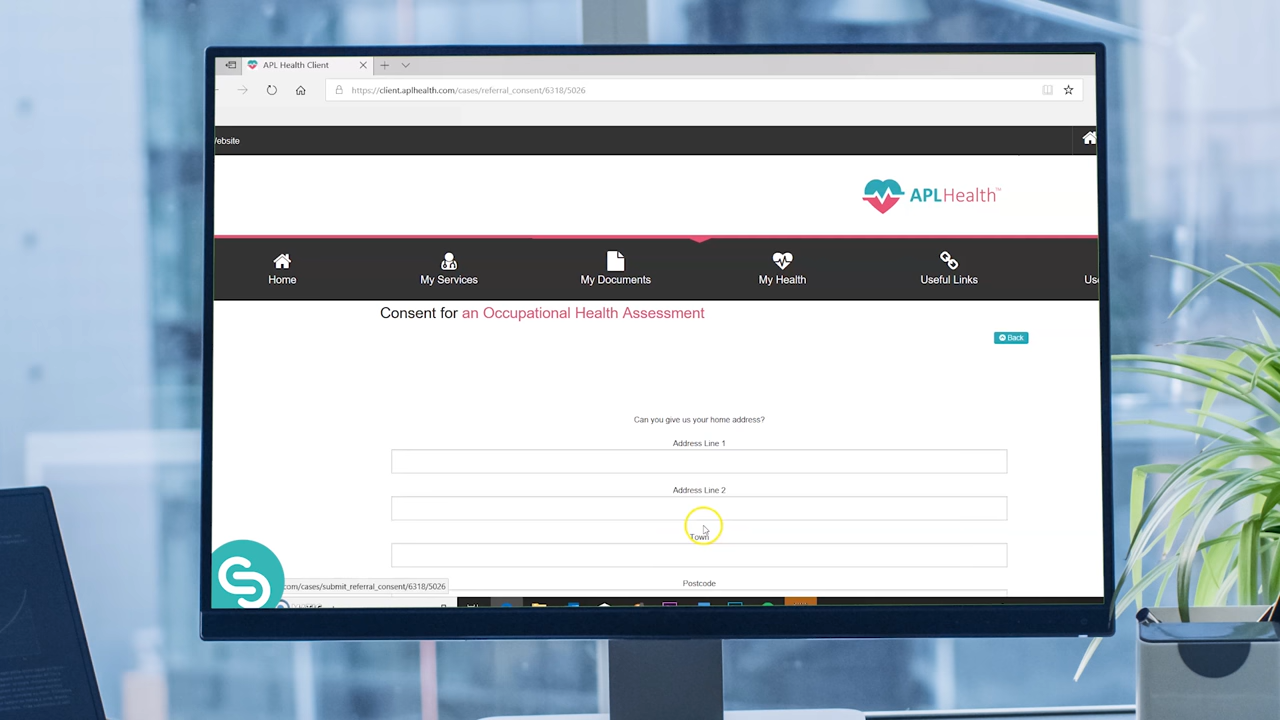 APL Health Client
https://client.aplhealth.com/cases/referral_consent/6318/5026
APLHealth™
Home
My Services
My Documents
My Health
Useful Links
Consent for an Occupational Health Assessment
Back
Can you give us your home address?
Address Line 1
Address Line 2
Town
Postcode
com/cases/submit_referral_consent/6318/5026